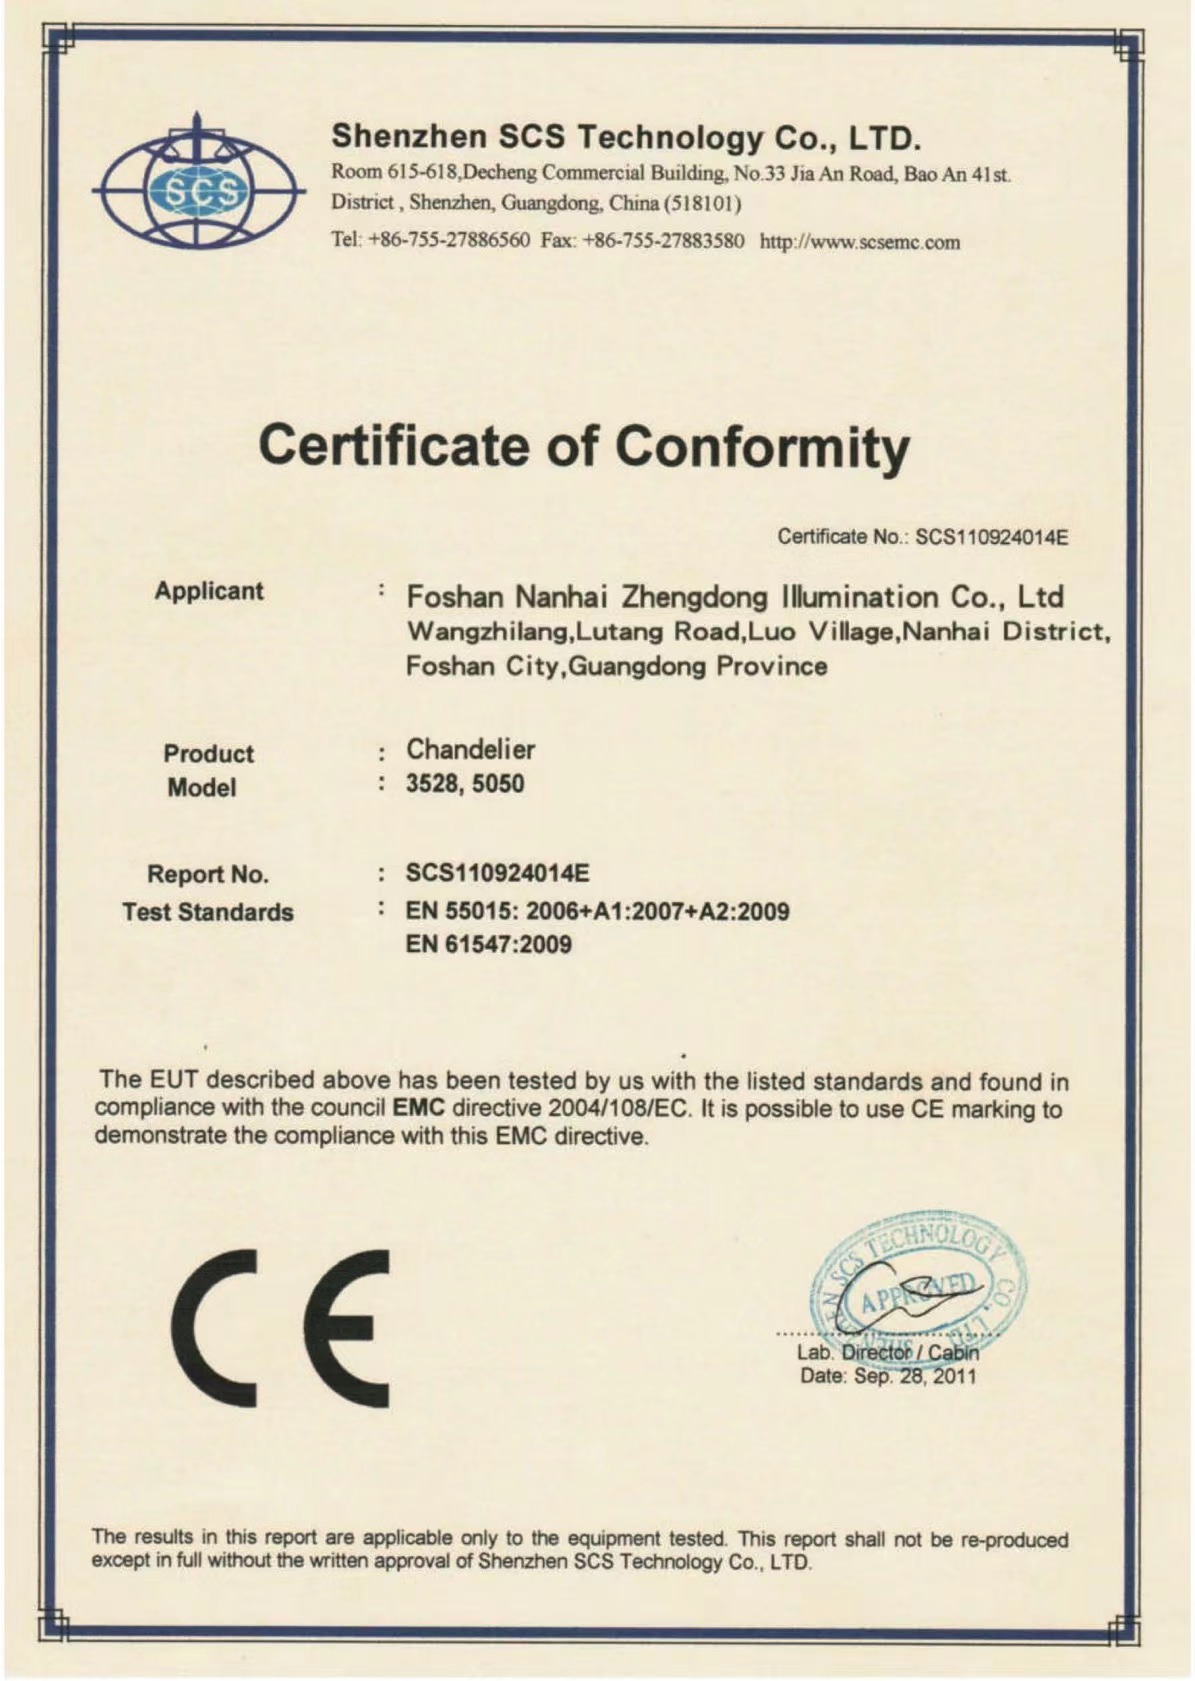 SCS
Shenzhen SCS Technology Co., LTD.
Room 615-618,Decheng Commercial Building, No.33 Jia An Road, Bao An 41st.
District , Shenzhen, Guangdong, China (518101)
Tel: +86-755-27886560 Fax: +86-755-27883580 http://www.scsemc.com
Certificate of Conformity
Certificate No.: SCS110924014E
Applicant : Foshan Nanhai Zhengdong Illumination Co., Ltd
Wangzhilang,Lutang Road,Luo Village,Nanhai District,
Foshan City,Guangdong Province
Product : Chandelier
Model : 3528, 5050
Report No. : SCS110924014E
Test Standards : EN 55015: 2006+A1:2007+A2:2009
EN 61547:2009
The EUT described above has been tested by us with the listed standards and found in
compliance with the council EMC directive 2004/108/EC. It is possible to use CE marking to
demonstrate the compliance with this EMC directive.
CE
SCS TECHNOLOGY CO. LTD
APPROVED
Lab. Director / Cabin
Date: Sep. 28, 2011
The results in this report are applicable only to the equipment tested. This report shall not be re-produced
except in full without the written approval of Shenzhen SCS Technology Co., LTD.